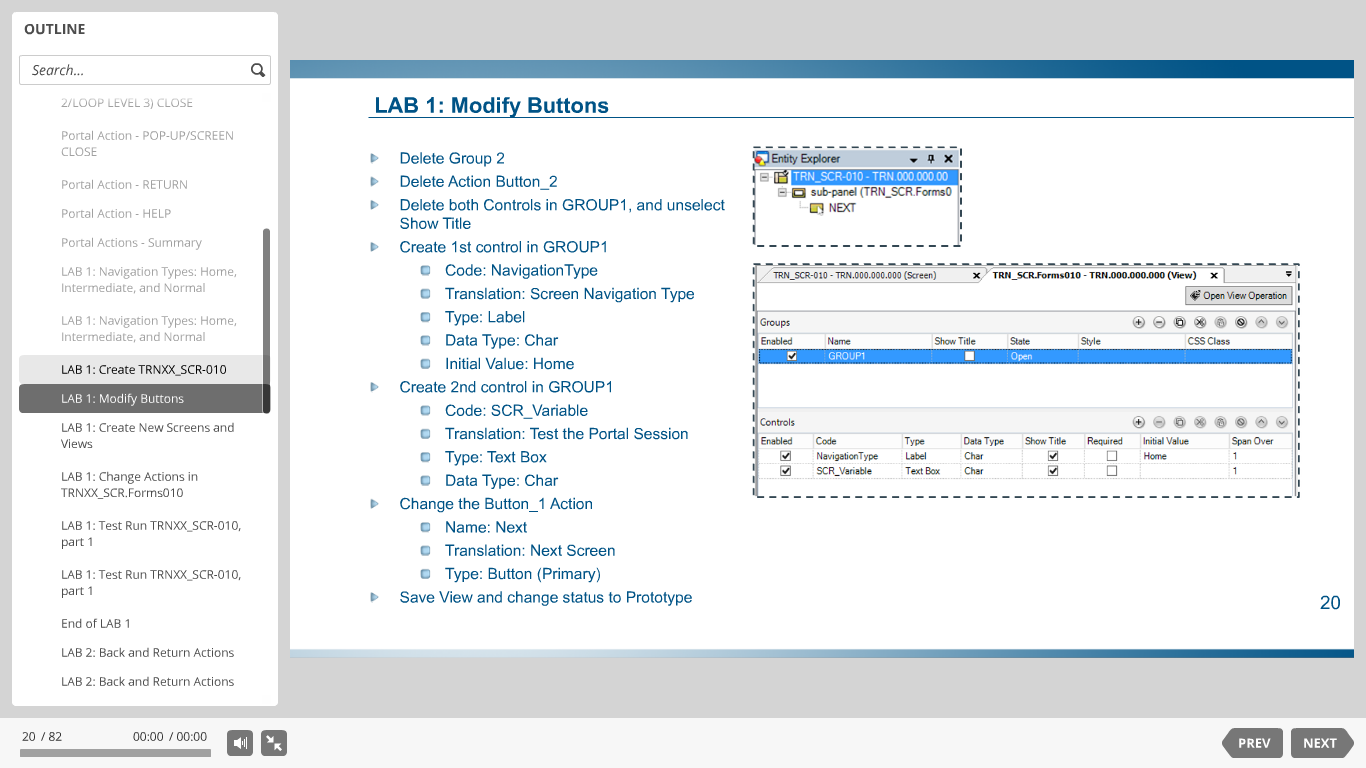 OUTLINE
Search...
2/LOOP LEVEL 3) CLOSE
Portal Action - POP-UP/SCREEN
CLOSE
Portal Action - RETURN
Portal Action - HELP
Portal Actions - Summary
LAB 1: Navigation Types: Home,
Intermediate, and Normal
LAB 1: Navigation Types: Home,
Intermediate, and Normal
LAB 1: Create TRNXX_SCR-010
LAB 1: Modify Buttons
LAB 1: Create New Screens and
Views
LAB 1: Change Actions in
TRNXX_SCR.Forms010
LAB 1: Test Run TRNXX_SCR-010,
part 1
LAB 1: Test Run TRNXX_SCR-010,
part 1
End of LAB 1
LAB 2: Back and Return Actions
LAB 2: Back and Return Actions
LAB 1: Modify Buttons
Delete Group 2
Delete Action Button_2
Delete both Controls in GROUP1, and unselect
Show Title
Create 1st control in GROUP1
Code: NavigationType
Translation: Screen Navigation Type
Type: Label
Data Type: Char
Initial Value: Home
Create 2nd control in GROUP1
Code: SCR_Variable
Translation: Test the Portal Session
Type: Text Box
Data Type: Char
Change the Button_1 Action
Name: Next
Translation: Next Screen
Type: Button (Primary)
Save View and change status to Prototype
Entity Explorer
TRN_SCR-010 - TRN.000.000.00
sub-panel (TRN_SCR.Forms0
NEXT
TRN_SCR-010 - TRN.000.000.000 (Screen) TRN_SCR.Forms010 - TRN.000.000.000 (View)
Open View Operation
Groups
Enabled Name Show Title State Style CSS Class
GROUP1 Open
Controls
Enabled Code Type Data Type Show Title Required Initial Value Span Over
NavigationType Label Char Home 1
SCR_Variable Text Box Char 1
20
20 / 82 00:00 / 00:00
PREV NEXT